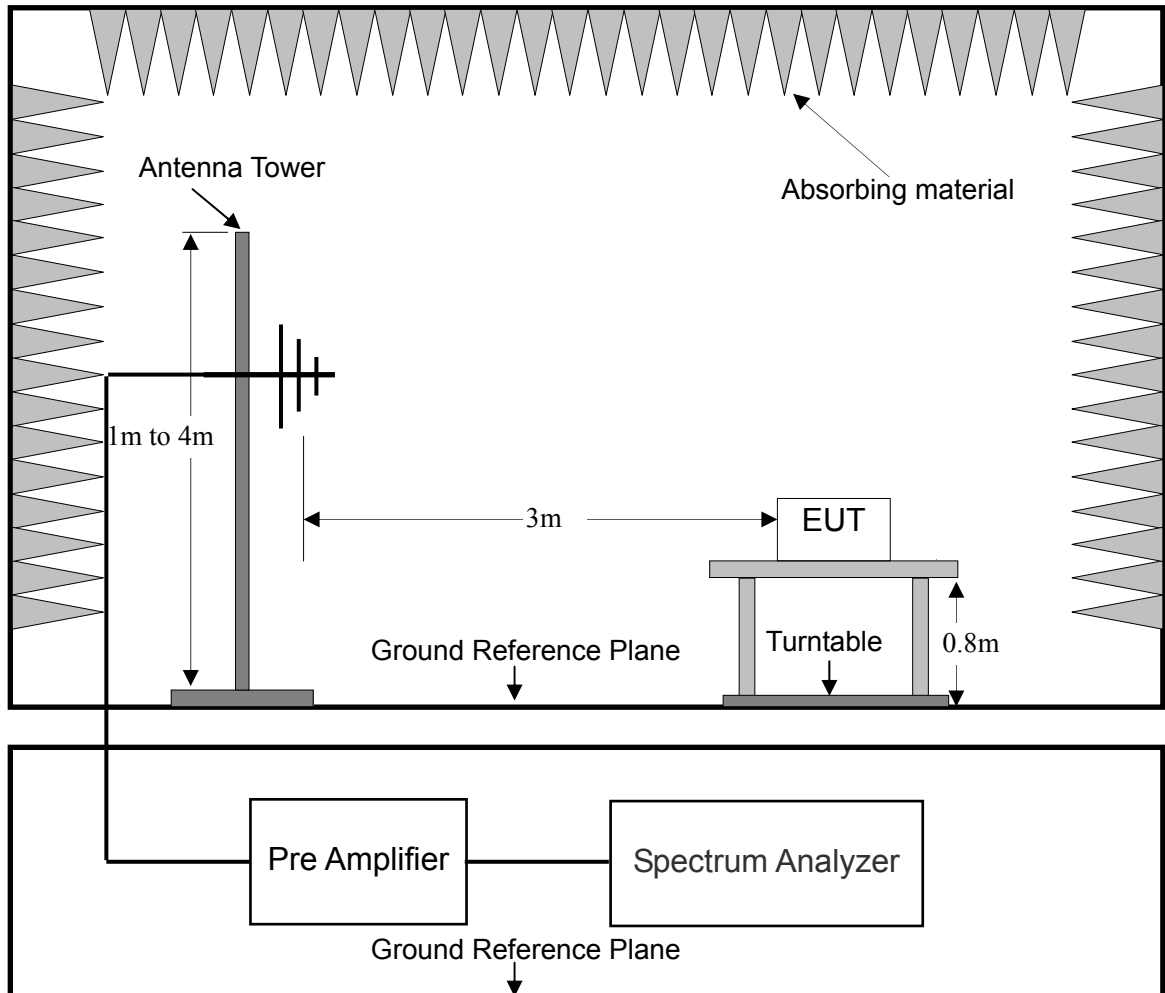 Antenna Tower
Absorbing material
1m to 4m
3m
EUT
Ground Reference Plane
Turntable
0.8m
Pre Amplifier
Spectrum Analyzer
Ground Reference Plane